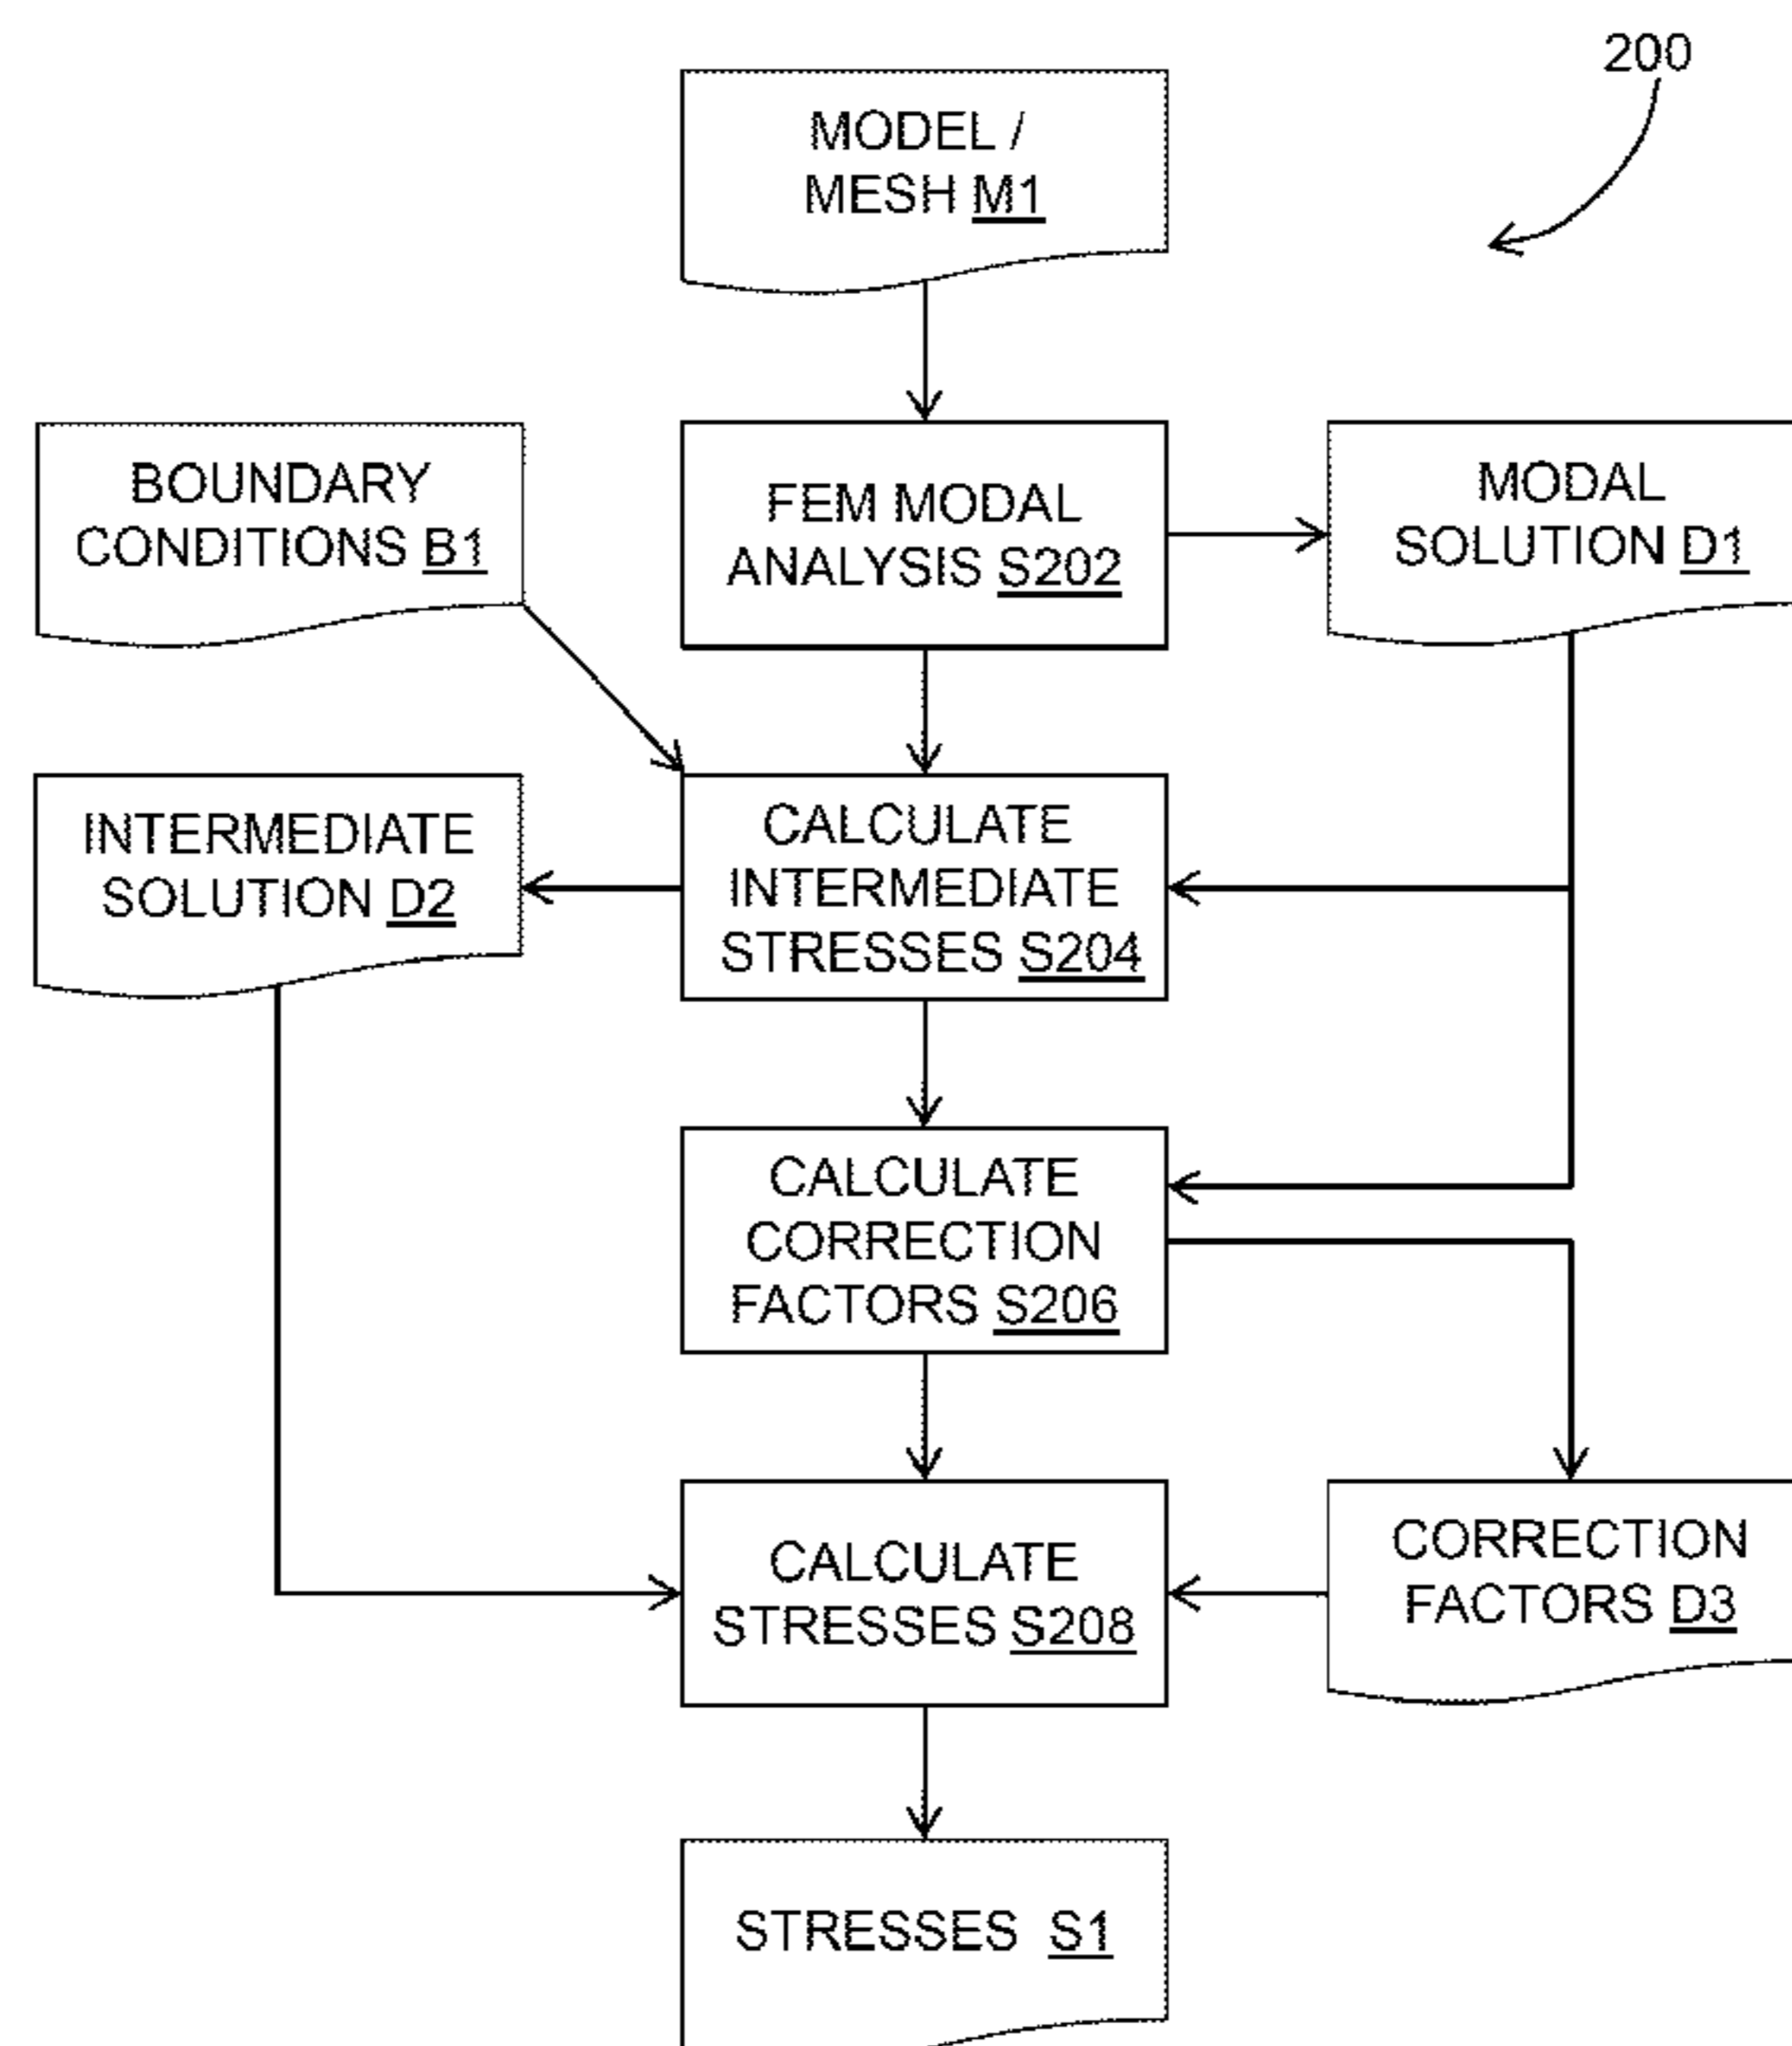 200
MODEL /
MESH M1
BOUNDARY
CONDITIONS B1
FEM MODAL
ANALYSIS S202
MODAL
SOLUTION D1
INTERMEDIATE
SOLUTION D2
CALCULATE
INTERMEDIATE
STRESSES S204
CALCULATE
CORRECTION
FACTORS S206
CALCULATE
STRESSES S208
CORRECTION
FACTORS D3
STRESSES S1